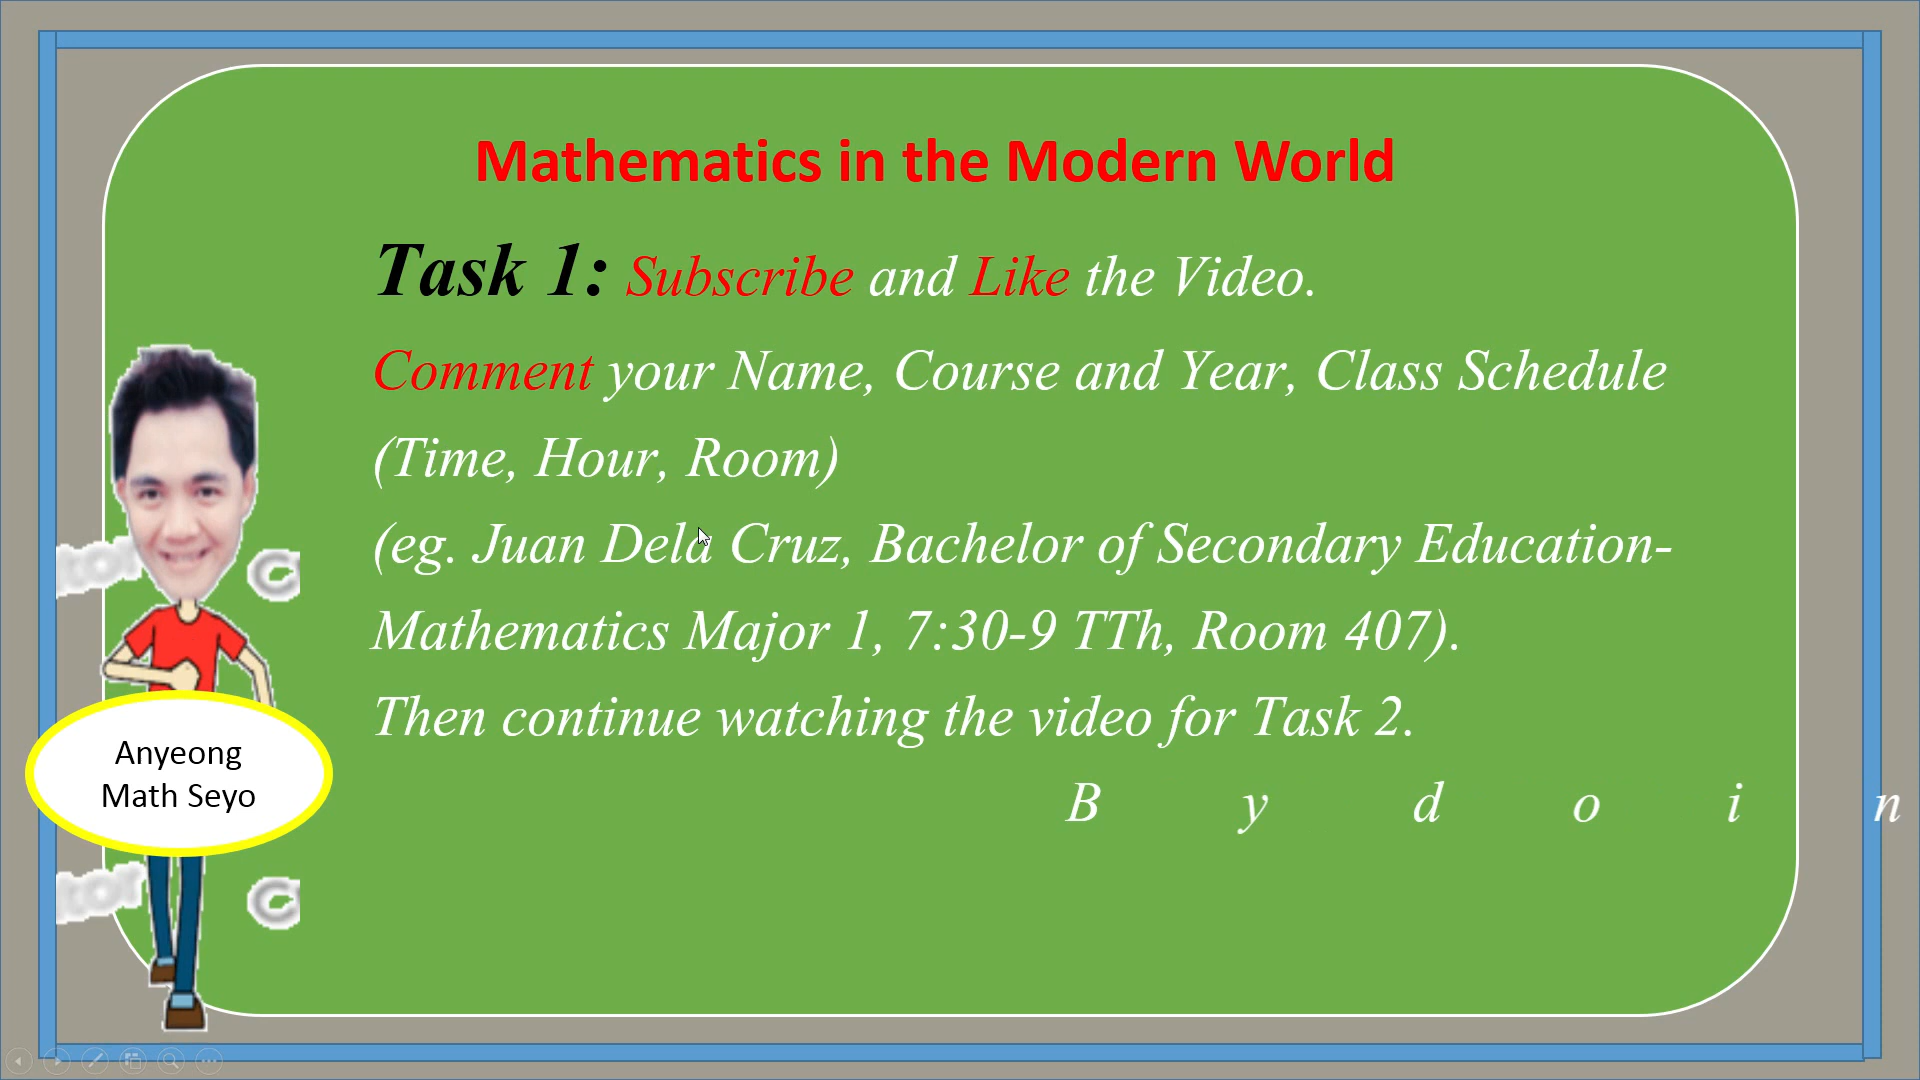 Mathematics in the Modern World
Task 1: Subscribe and Like the Video.
Comment your Name, Course and Year, Class Schedule
(Time, Hour, Room)
(eg. Juan Dela Cruz, Bachelor of Secondary Education-
Mathematics Major 1, 7:30-9 TTh, Room 407).
Then continue watching the video for Task 2.
B y d o i n
Anyeong
Math Seyo